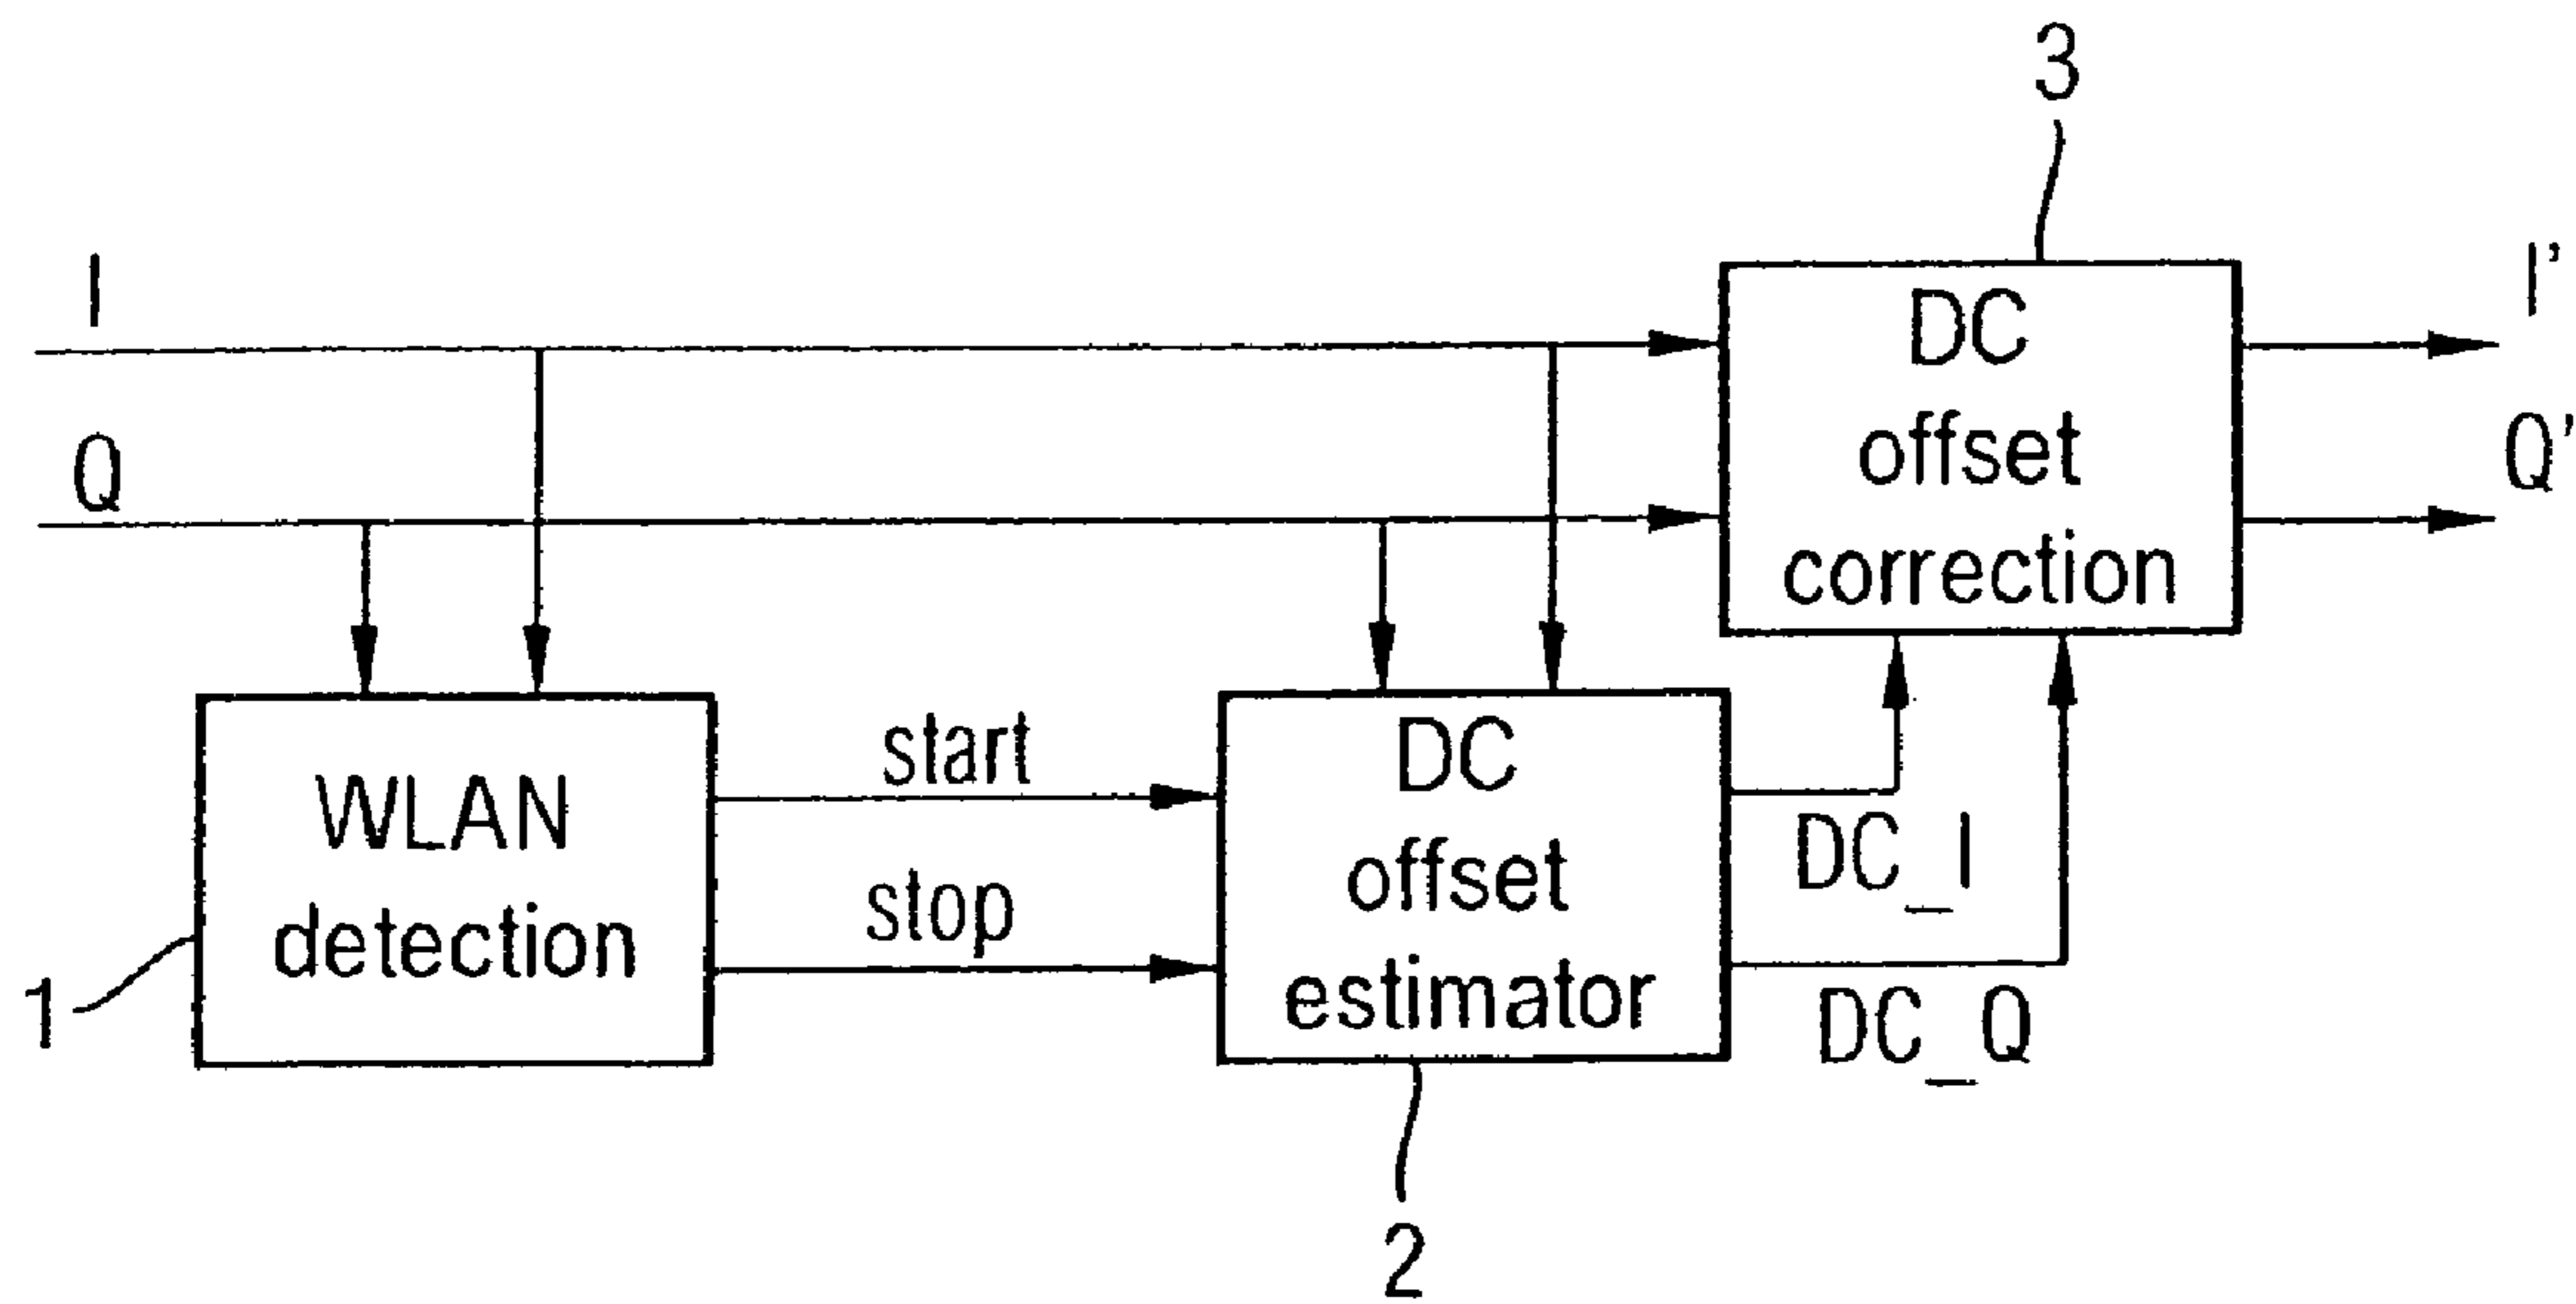 3
I
I'
DC
offset
correction
Q
Q'
start
stop
WLAN
detection
DC
offset
estimator
DC_I
DC_Q
1
2